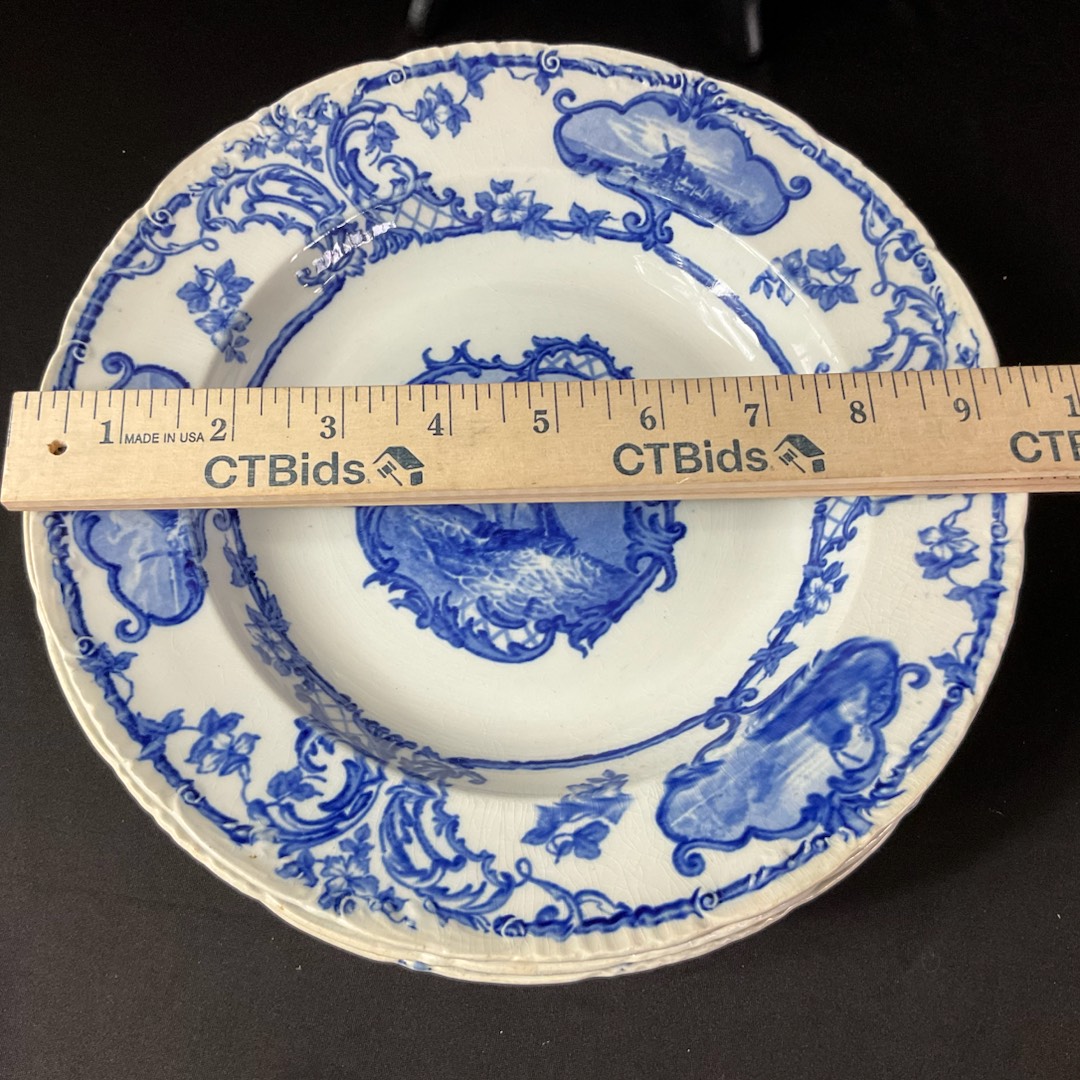 1 MADE IN USA 2 3 4 5 6 7 8 9 1
CTBids CTBids CTB